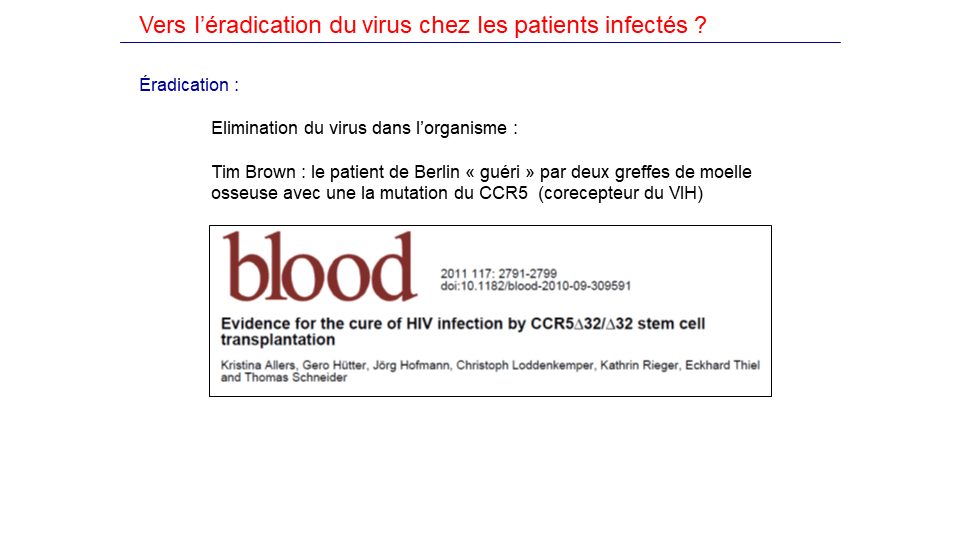 Vers l’éradication du virus chez les patients infectés ?
Éradication :
Elimination du virus dans l’organisme :
Tim Brown : le patient de Berlin « guéri » par deux greffes de moelle
osseuse avec une la mutation du CCR5  (corecepteur du VIH)
blood
2011 117: 2791-2799
doi:10.1182/blood-2010-09-309591
Evidence for the cure of HIV infection by CCR5∆32/∆32 stem cell
transplantation
Kristina Allers, Gero Hütter, Jörg Hofmann, Christoph Loddenkemper, Kathrin Rieger, Eckhard Thiel
and Thomas Schneider